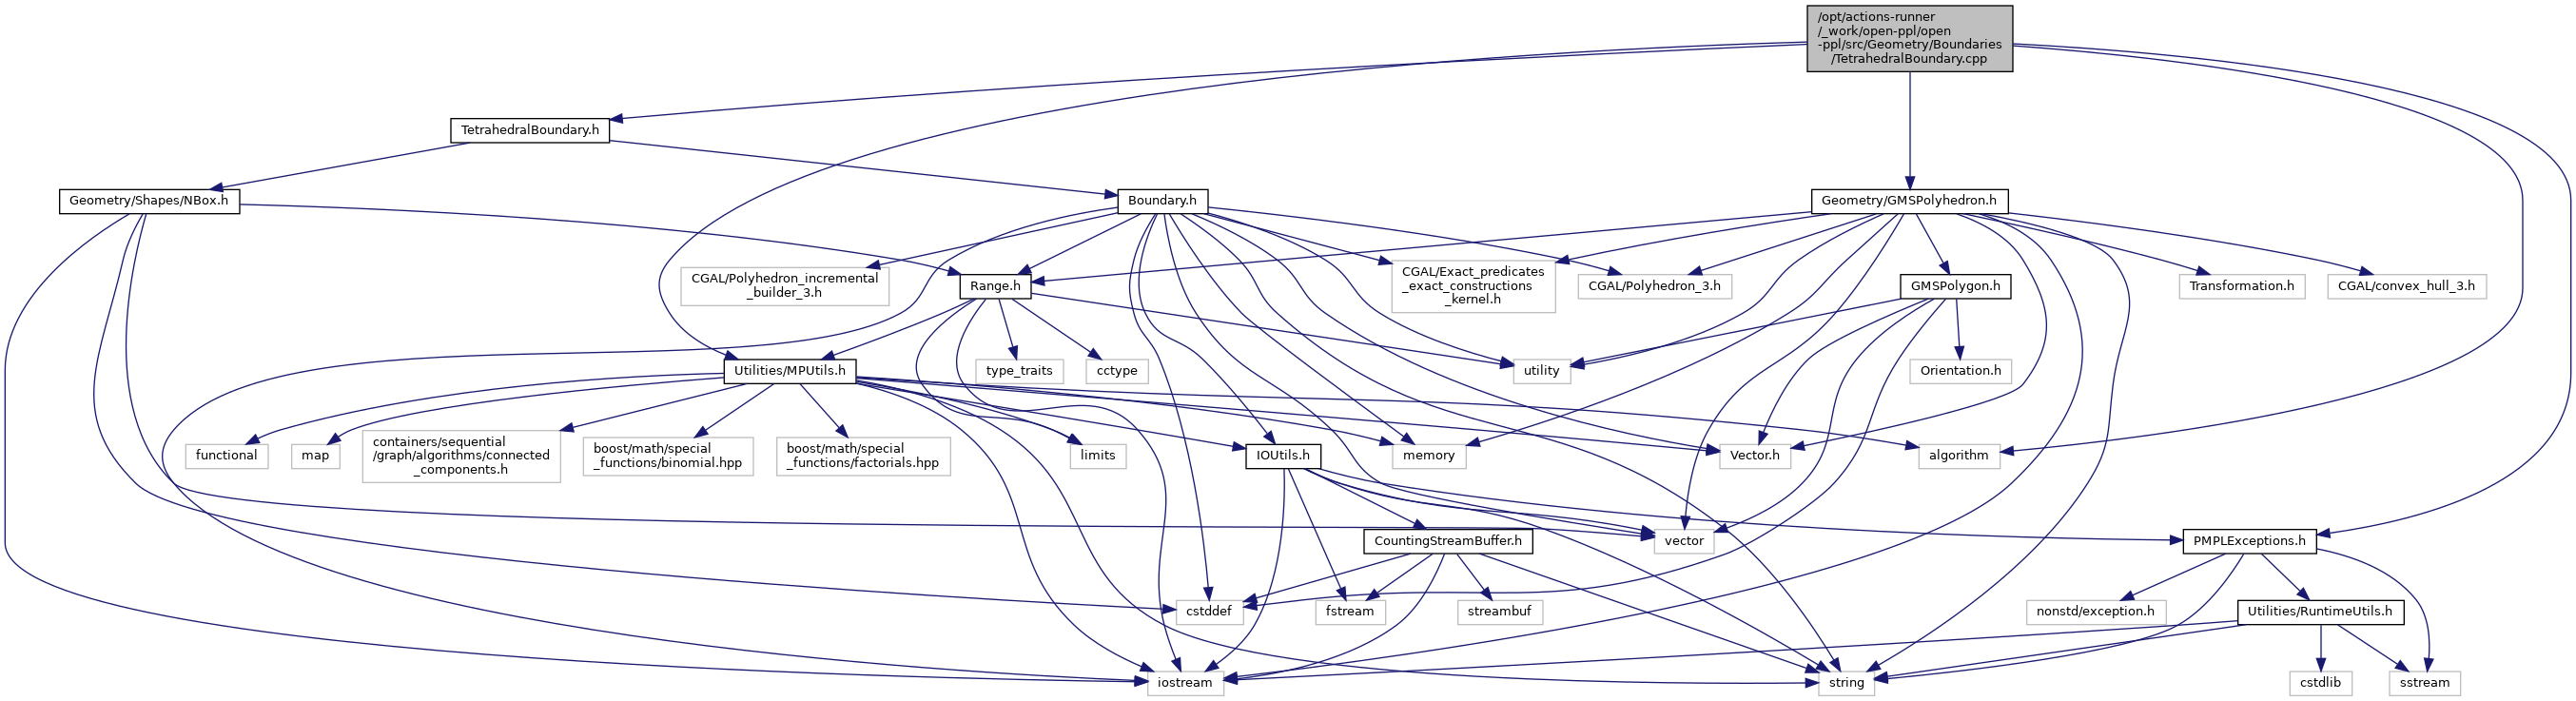 /opt/actions-runner
/_work/open-ppl/open
-ppl/src/Geometry/Boundaries
/TetrahedralBoundary.cpp
TetrahedralBoundary.h
Geometry/Shapes/NBox.h
Boundary.h
Geometry/GMSPolyhedron.h
CGAL/Polyhedron_incremental
_builder_3.h
Range.h
CGAL/Exact_predicates
_exact_constructions
_kernel.h
CGAL/Polyhedron_3.h
GMSPolygon.h
Transformation.h
CGAL/convex_hull_3.h
Utilities/MPUtils.h
type_traits
cctype
utility
Orientation.h
functional
map
containers/sequential
/graph/algorithms/connected
_components.h
boost/math/special
_functions/binomial.hpp
boost/math/special
_functions/factorials.hpp
limits
IOUtils.h
memory
Vector.h
algorithm
CountingStreamBuffer.h
vector
PMPLExceptions.h
cstddef
fstream
streambuf
nonstd/exception.h
Utilities/RuntimeUtils.h
iostream
string
cstdlib
sstream